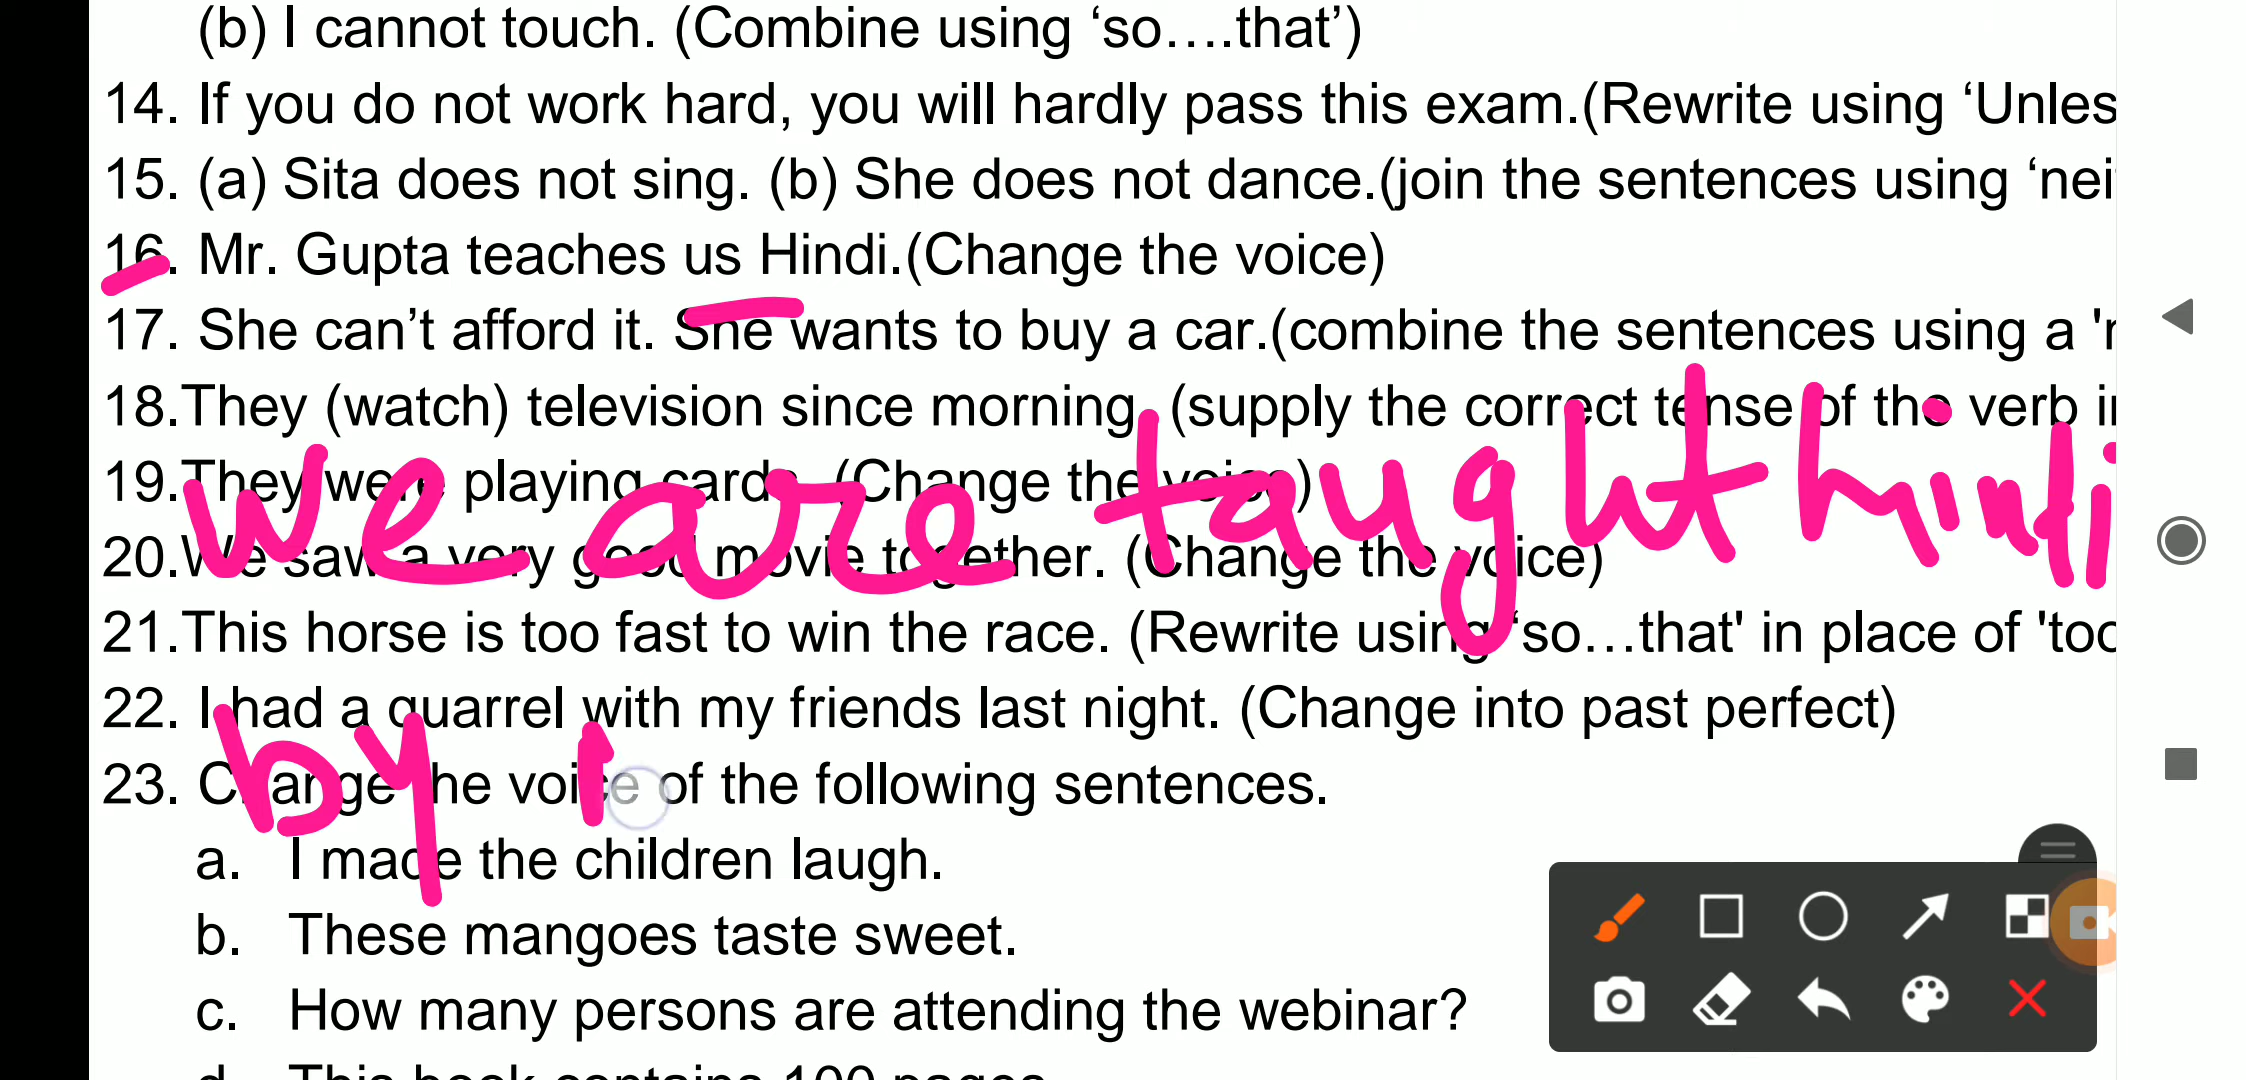 (b) I cannot touch. (Combine using ‘so….that’)
14. If you do not work hard, you will hardly pass this exam.(Rewrite using ‘Unles
15. (a) Sita does not sing. (b) She does not dance.(join the sentences using ‘nei
16. Mr. Gupta teaches us Hindi.(Change the voice)
17. She can’t afford it. She wants to buy a car.(combine the sentences using a
18.They (watch) television since morning. (supply the correct tense of the verb
19.They were playing cards. (Change the voice)
we are taught hindi
20.We saw a very good movie together. (Change the voice)
21.This horse is too fast to win the race. (Rewrite using ‘so…that' in place of 'too
22. I had a quarrel with my friends last night. (Change into past perfect)
by
23. Change the voice of the following sentences.
a. I made the children laugh.
b. These mangoes taste sweet.
c. How many persons are attending the webinar?
d. This book contains 100 pages